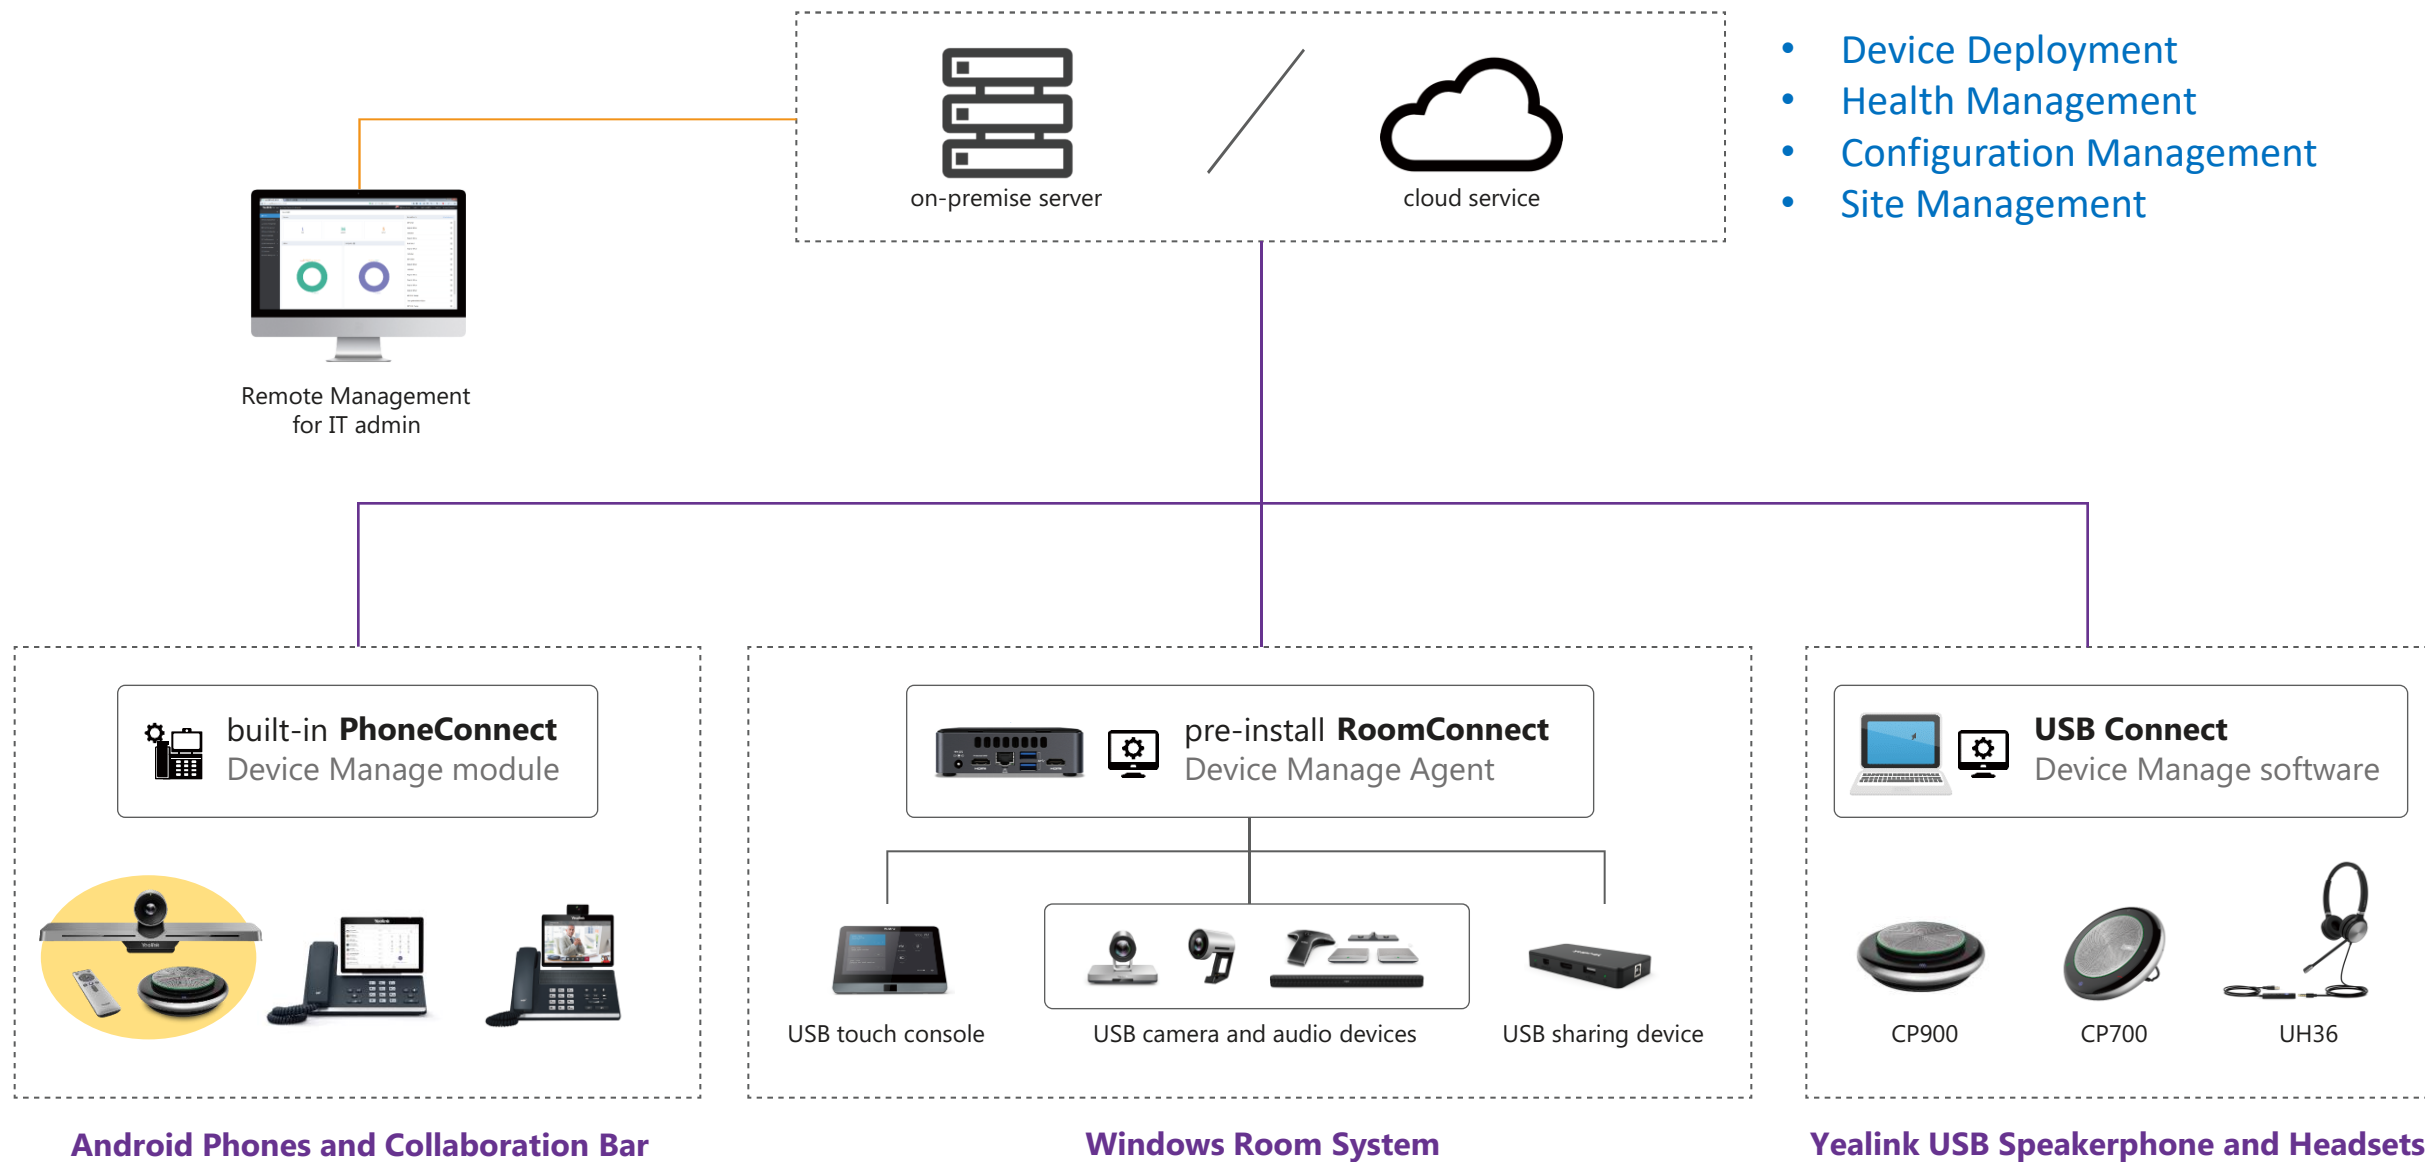 Device Deployment
Health Management
Configuration Management
Site Management
on-premise server
cloud service
Remote Management
for IT admin
built-in PhoneConnect
Device Manage module
pre-install RoomConnect
Device Manage Agent
USB Connect
Device Manage software
Yealink
USB touch console
USB camera and audio devices
USB sharing device
CP900
CP700
UH36
Android Phones and Collaboration Bar
Windows Room System
Yealink USB Speakerphone and Headsets